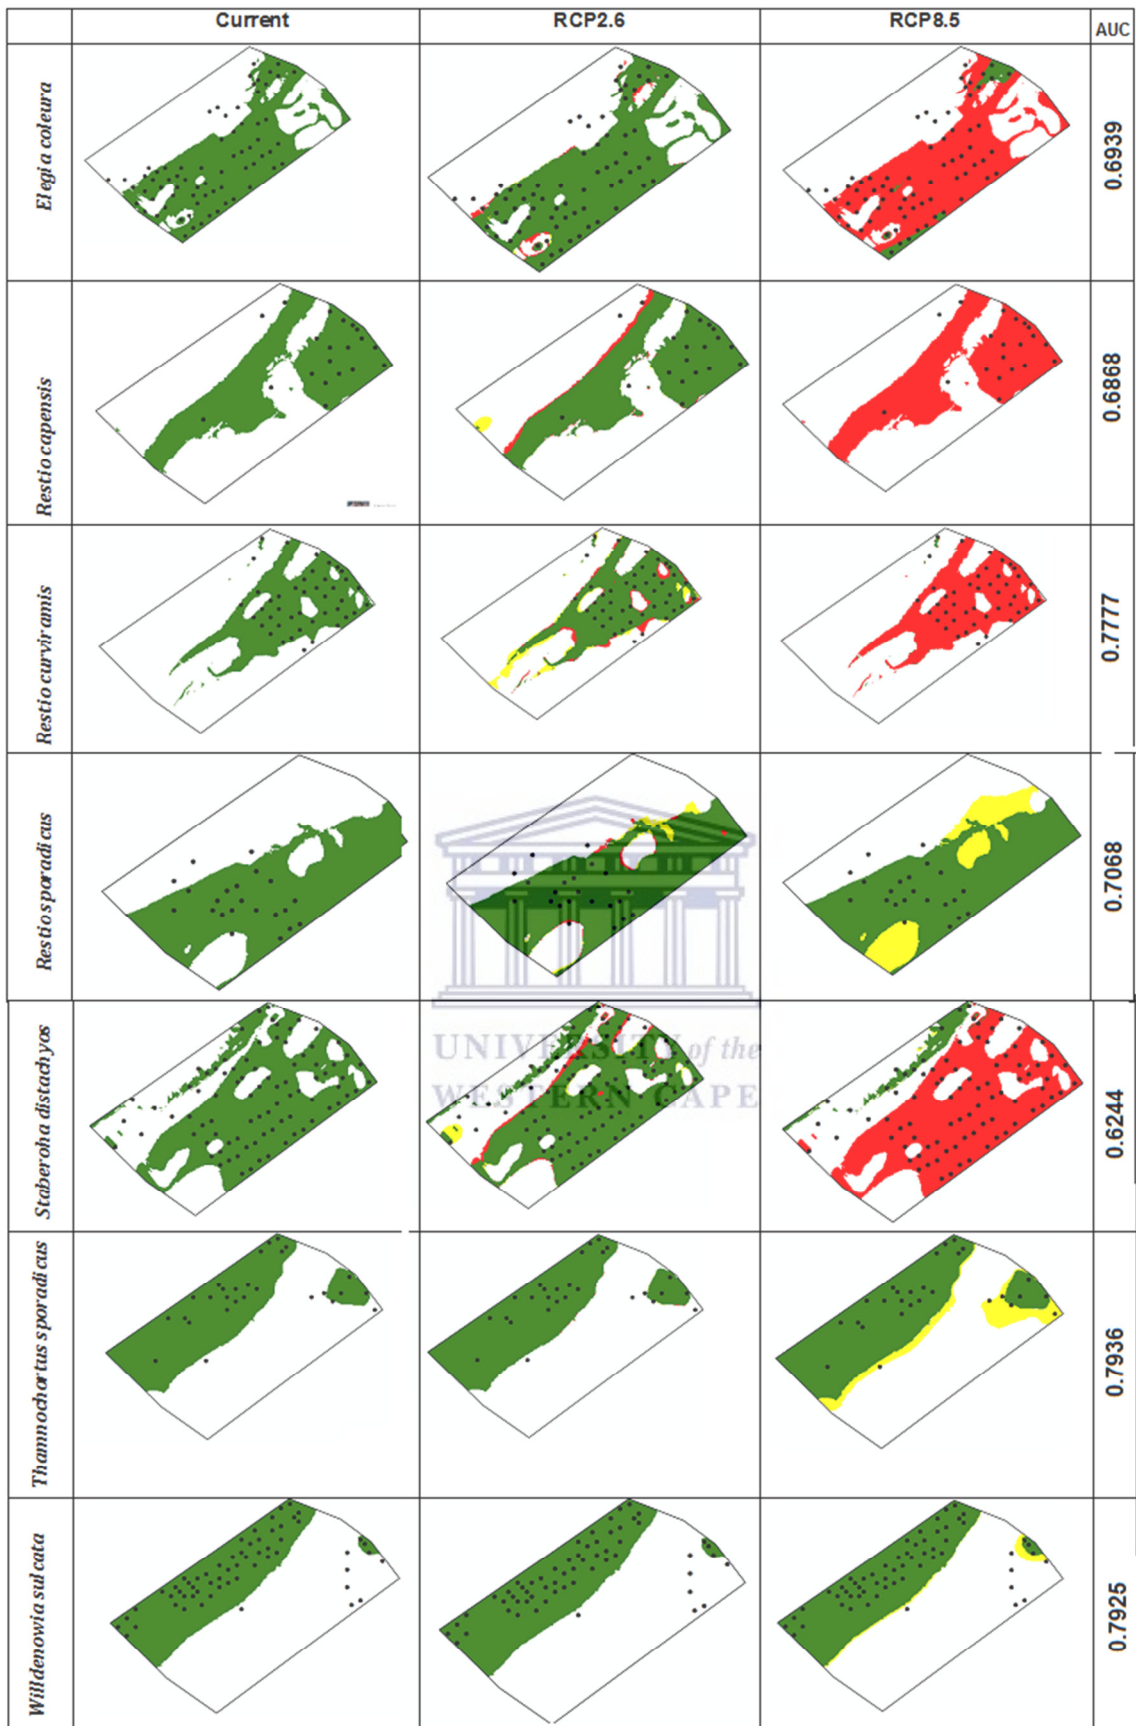 Current RCP2.6 RCP8.5 AUC
Elegia coleura 0.6939
Restio capensis 0.6868
Restio curviramis 0.7777
Restio sporadicus 0.7068
UNIVERSITY of the
WESTERN CAPE
Staberoha distachyos 0.6244
Thamnochortus sporadicus 0.7936
Willdenowia sulcata 0.7925